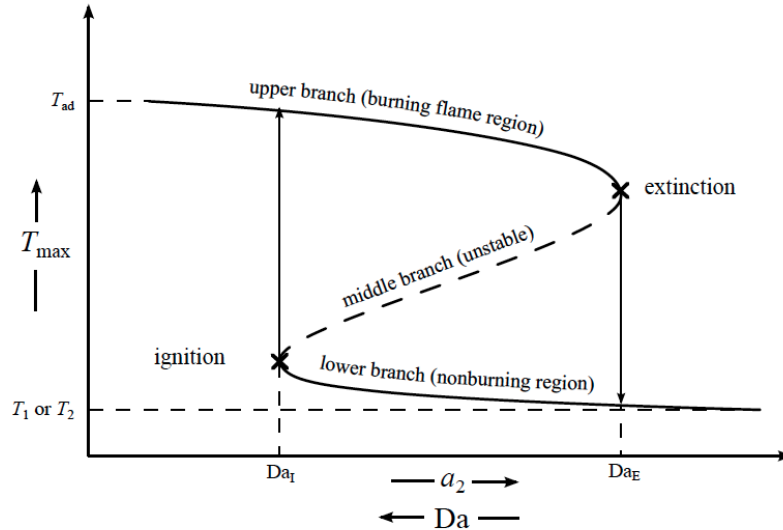 T_ad
upper branch (burning flame region)
extinction
T_max
middle branch (unstable)
ignition
lower branch (nonburning region)
T_1 or T_2
Da_I
a_2
Da_E
Da